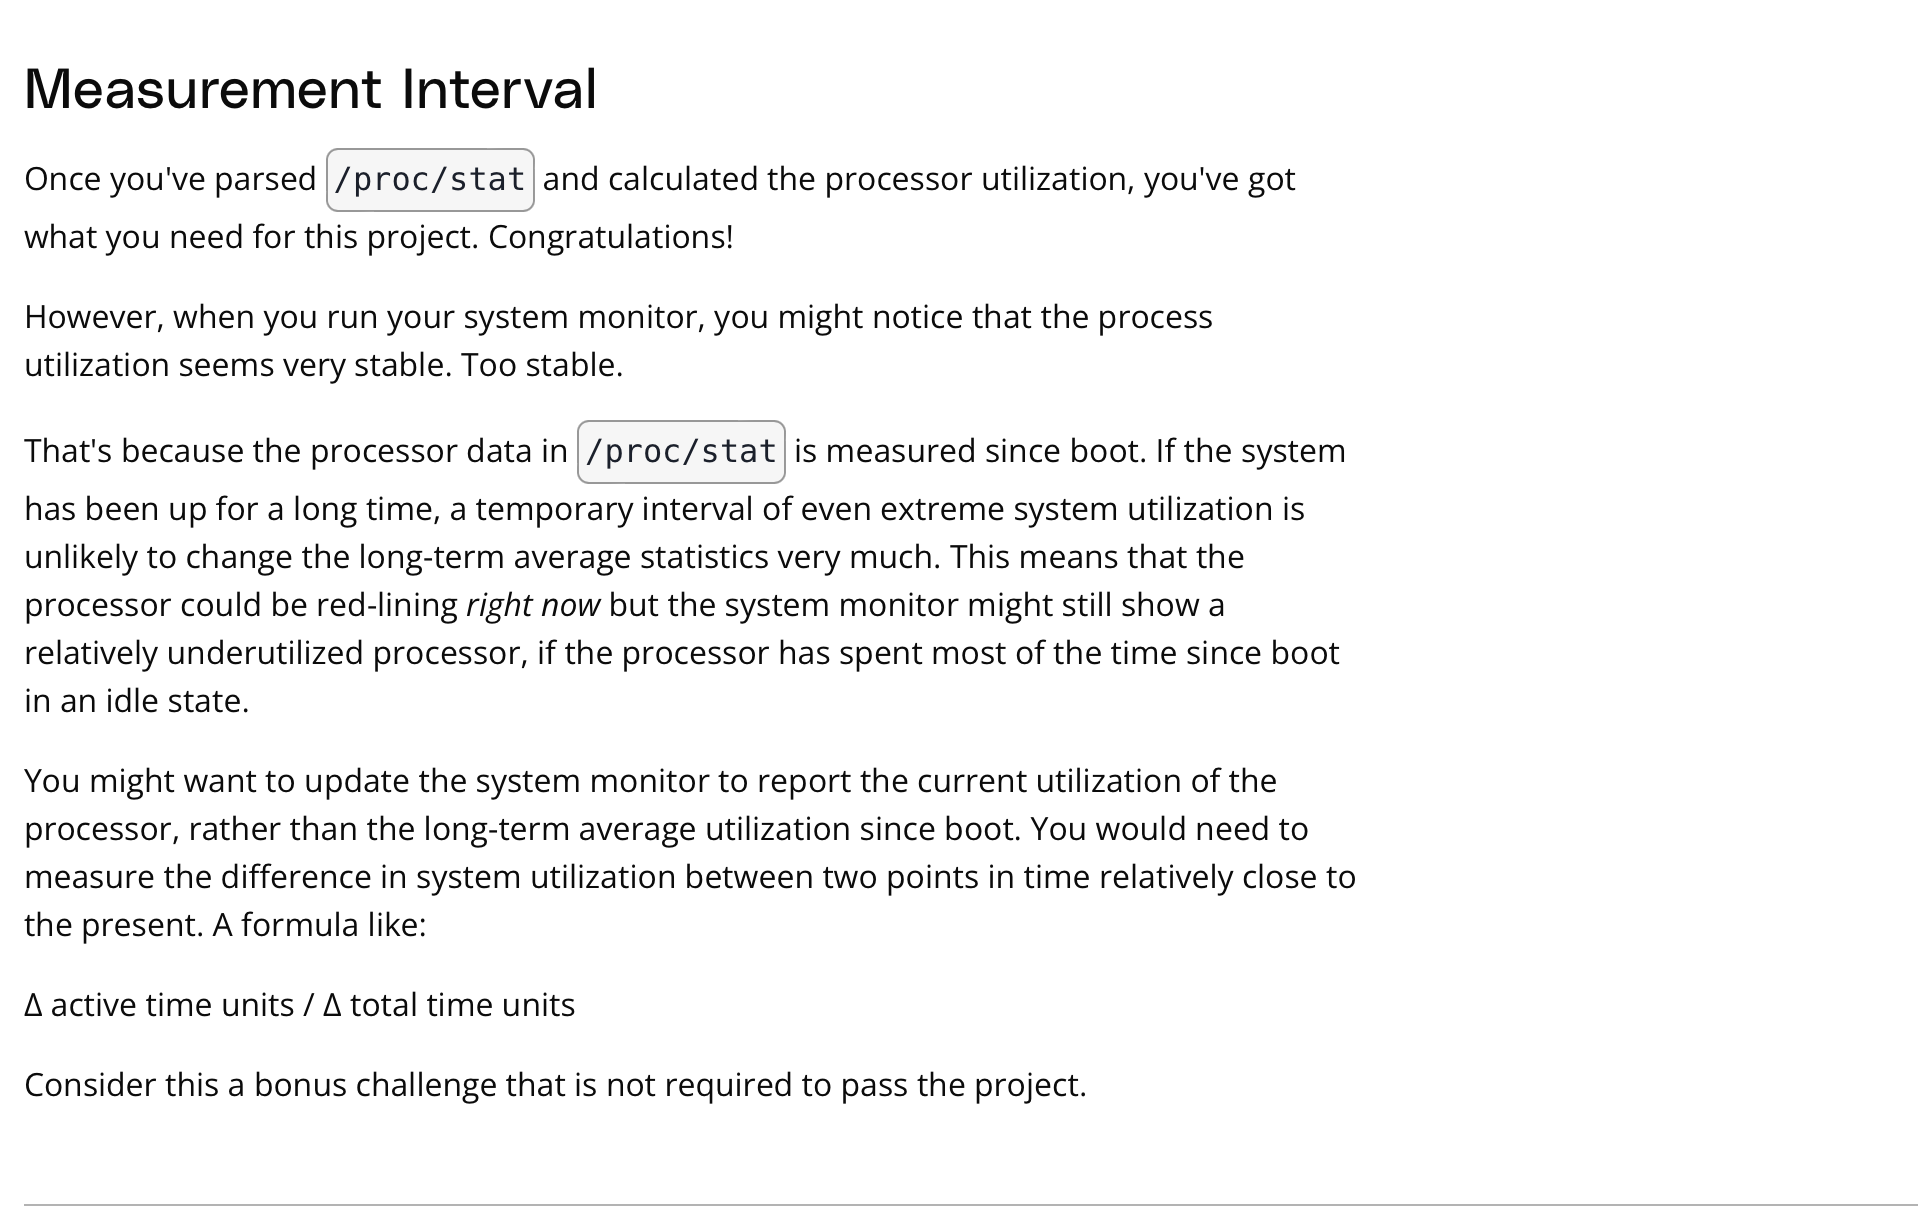 Measurement Interval
Once you've parsed /proc/stat and calculated the processor utilization, you've got
what you need for this project. Congratulations!
However, when you run your system monitor, you might notice that the process
utilization seems very stable. Too stable.
That's because the processor data in /proc/stat is measured since boot. If the system
has been up for a long time, a temporary interval of even extreme system utilization is
unlikely to change the long-term average statistics very much. This means that the
processor could be red-lining right now but the system monitor might still show a
relatively underutilized processor, if the processor has spent most of the time since boot
in an idle state.
You might want to update the system monitor to report the current utilization of the
processor, rather than the long-term average utilization since boot. You would need to
measure the difference in system utilization between two points in time relatively close to
the present. A formula like:
Δ active time units / Δ total time units
Consider this a bonus challenge that is not required to pass the project.